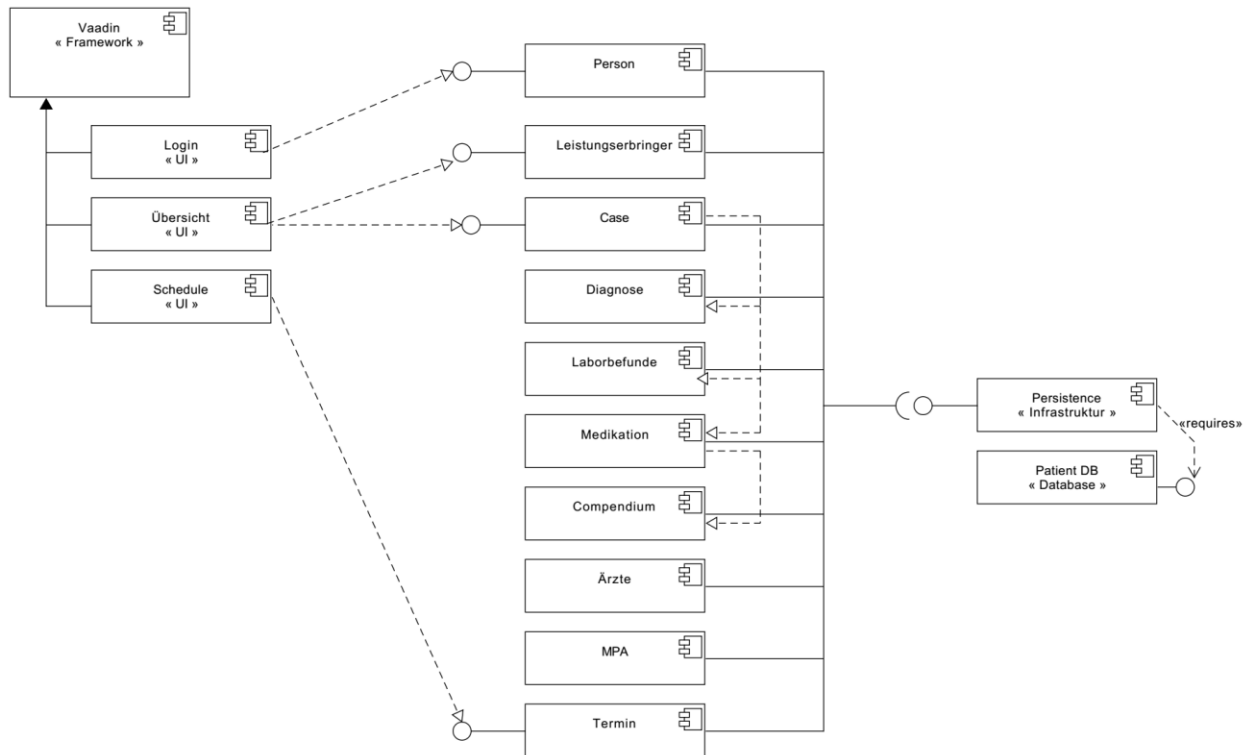 Vaadin
« Framework »
Login
« UI »
Übersicht
« UI »
Schedule
« UI »
Person
Leistungserbringer
Case
Diagnose
Laborbefunde
Medikation
Compendium
Ärzte
MPA
Termin
Persistence
« Infrastruktur »
«requires»
Patient DB
« Database »